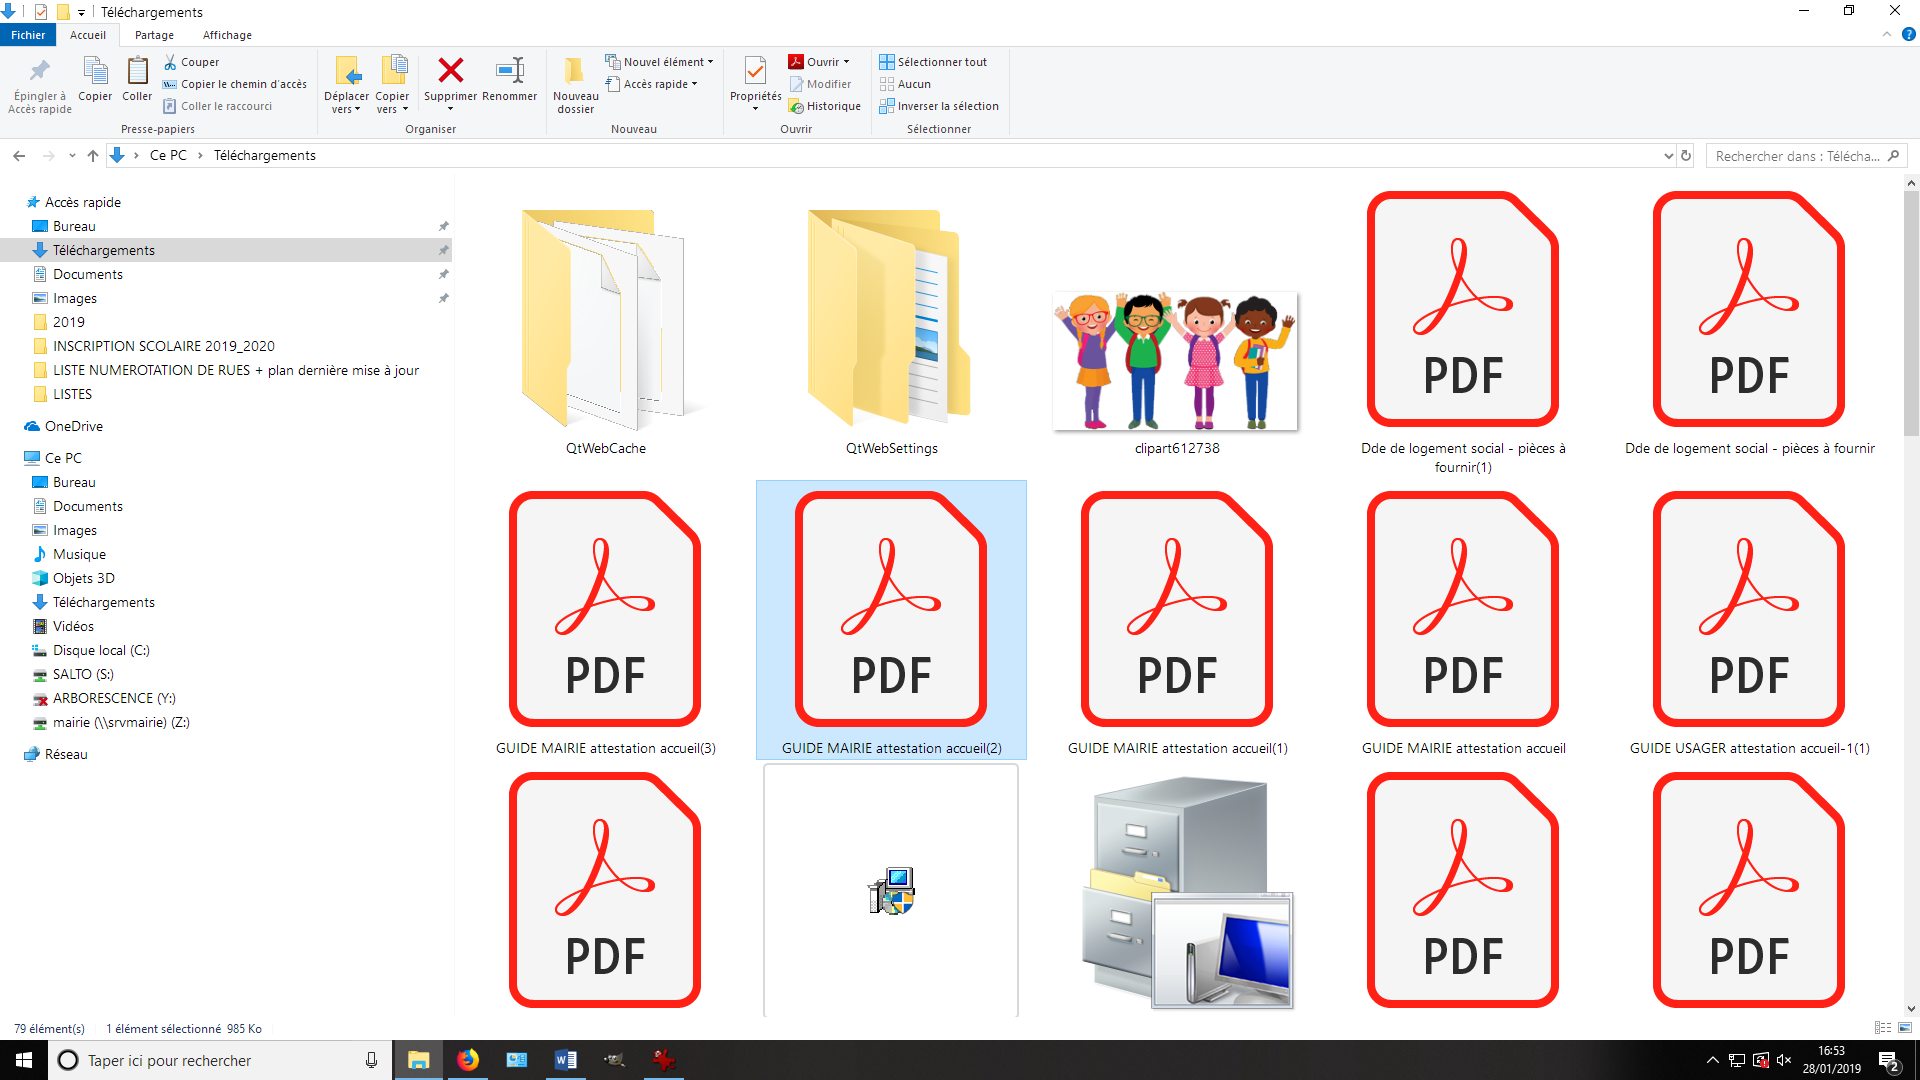 Téléchargements
Fichier Accueil Partage Affichage
Épingler à Accès rapide
Copier
Coller
Couper
Copier le chemin d'accès
Coller le raccourci
Presse-papiers
Déplacer vers
Copier vers
Supprimer
Renommer
Organiser
Nouveau dossier
Nouvel élément
Accès rapide
Nouveau
Propriétés
Ouvrir
Modifier
Historique
Ouvrir
Sélectionner tout
Aucun
Inverser la sélection
Sélectionner
Ce PC > Téléchargements
Rechercher dans : Télécha...
Accès rapide
Bureau
Téléchargements
Documents
Images
2019
INSCRIPTION SCOLAIRE 2019_2020
LISTE NUMEROTATION DE RUES + plan dernière mise à jour
LISTES
OneDrive
Ce PC
Bureau
Documents
Images
Musique
Objets 3D
Téléchargements
Vidéos
Disque local (C:)
SALTO (S:)
ARBORESCENCE (Y:)
mairie (\\srvmairie) (Z:)
Réseau
PDF
PDF
QtWebCache
QtWebSettings
clipart612738
Dde de logement social - pièces à
fournir(1)
Dde de logement social - pièces à fournir
PDF
PDF
PDF
PDF
PDF
GUIDE MAIRIE attestation accueil(3)
GUIDE MAIRIE attestation accueil(2)
GUIDE MAIRIE attestation accueil(1)
GUIDE MAIRIE attestation accueil
GUIDE USAGER attestation accueil-1(1)
PDF
PDF
PDF
79 élément(s) 1 élément sélectionné 985 Ko
Taper ici pour rechercher
16:53
28/01/2019
2